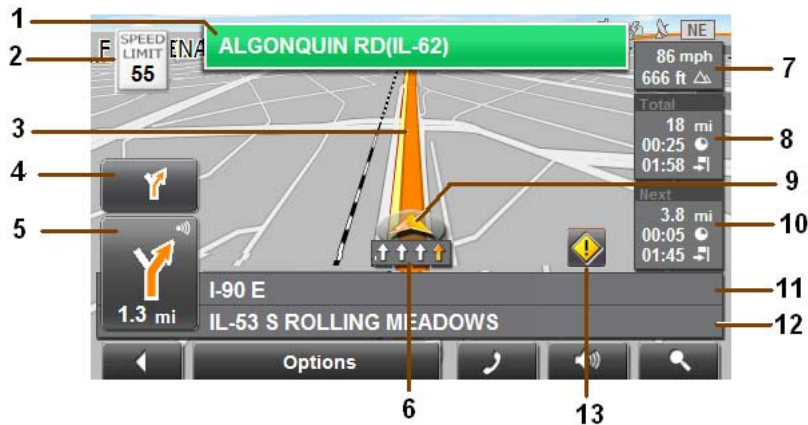 1
2
3
4
5
6
7
8
9
10
11
12
13
SPEED
LIMIT
55
ENA
ALGONQUIN RD(IL-62)
NE
86 mph
666 ft
Total
18 mi
00:25
01:58
Next
3.8 mi
00:05
01:45
1.3 mi
I-90 E
IL-53 S ROLLING MEADOWS
Options